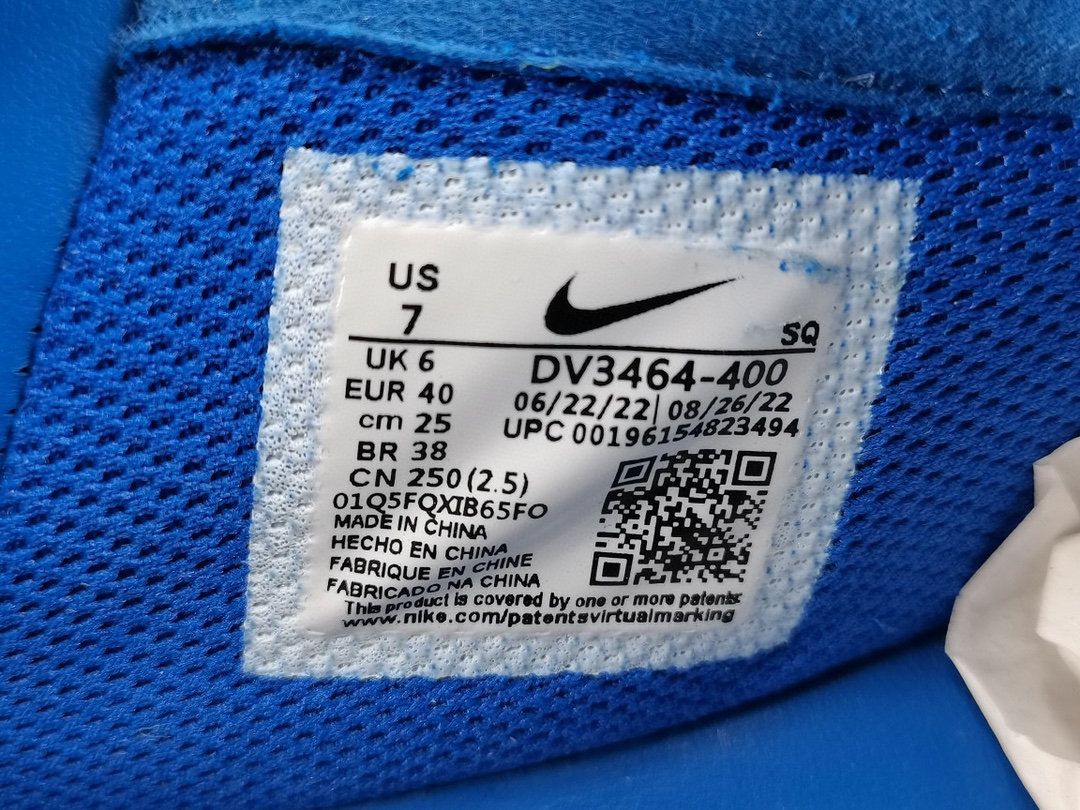 US
7
SQ
UK 6
EUR 40
cm 25
BR 38
CN 250(2.5)
01Q5FQXIB65FO
DV3464-400
06/22/22| 08/26/22
UPC 00196154823494
MADE IN CHINA
HECHO EN CHINA
FABRIQUE EN CHINE
FABRICADO NA CHINA
This product is covered by one or more patents:
www.nike.com/patentsvirtualmarking